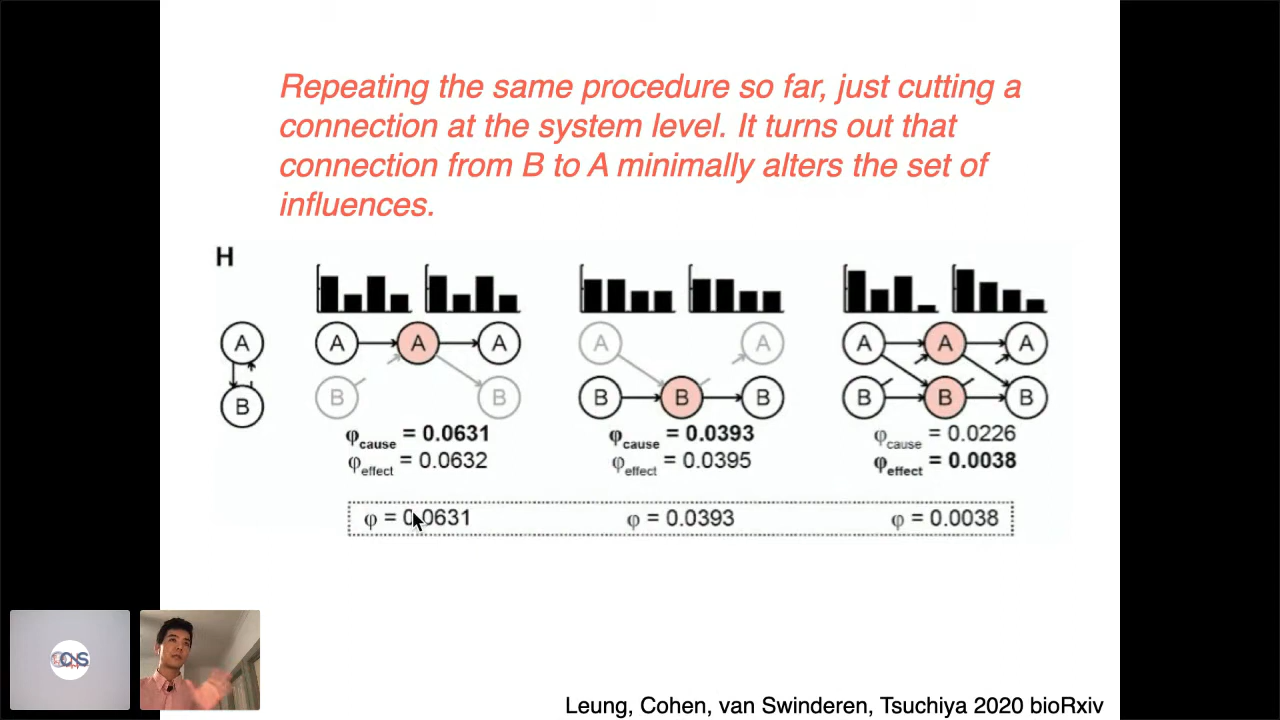 Repeating the same procedure so far, just cutting a
connection at the system level. It turns out that
connection from B to A minimally alters the set of
influences.
H
A
B
A A A
B B
φcause = 0.0631
φeffect = 0.0632
A A
B B B
φcause = 0.0393
φeffect = 0.0395
A A A
B B B
φcause = 0.0226
φeffect = 0.0038
φ = 0.0631 φ = 0.0393 φ = 0.0038
Leung, Cohen, van Swinderen, Tsuchiya 2020 bioRxiv